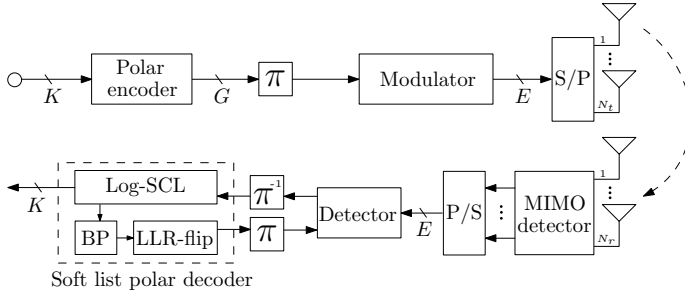 Polar
encoder
π
Modulator
S/P
1
⋮
N_t
K
G
E
Log-SCL
π^-1
BP
LLR-flip
π
Detector
P/S
⋮
MIMO
detector
1
⋮
N_r
K
E
Soft list polar decoder